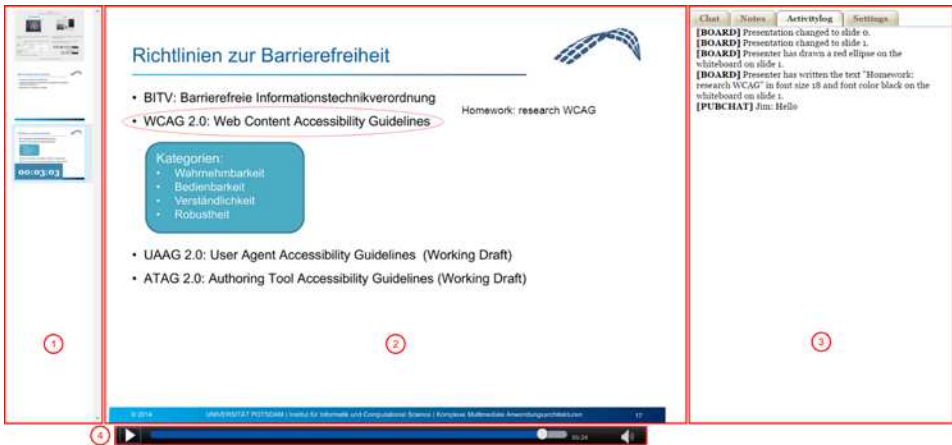 00:03:03
1
Richtlinien zur Barrierefreiheit
• BITV: Barrierefreie Informationstechnikverordnung
Homework: research WCAG
• WCAG 2.0: Web Content Accessibility Guidelines
Kategorien:
• Wahrnehmbarkeit
• Bedienbarkeit
• Verständlichkeit
• Robustheit
• UAAG 2.0: User Agent Accessibility Guidelines (Working Draft)
• ATAG 2.0: Authoring Tool Accessibility Guidelines (Working Draft)
2
© 2014 UNIVERSITÄT POTSDAM | Institut für Informatik und Computational Science | Komplexe Multimediale Anwendungsarchitekturen 17
Chat Notes Activitylog Settings
[BOARD] Presentation changed to slide 0.
[BOARD] Presentation changed to slide 1.
[BOARD] Presenter has drawn a red ellipse on the
whiteboard on slide 1.
[BOARD] Presenter has written the text "Homework:
research WCAG" in font size 18 and font color black on the
whiteboard on slide 1.
[PUBCHAT] Jim: Hello
3
4